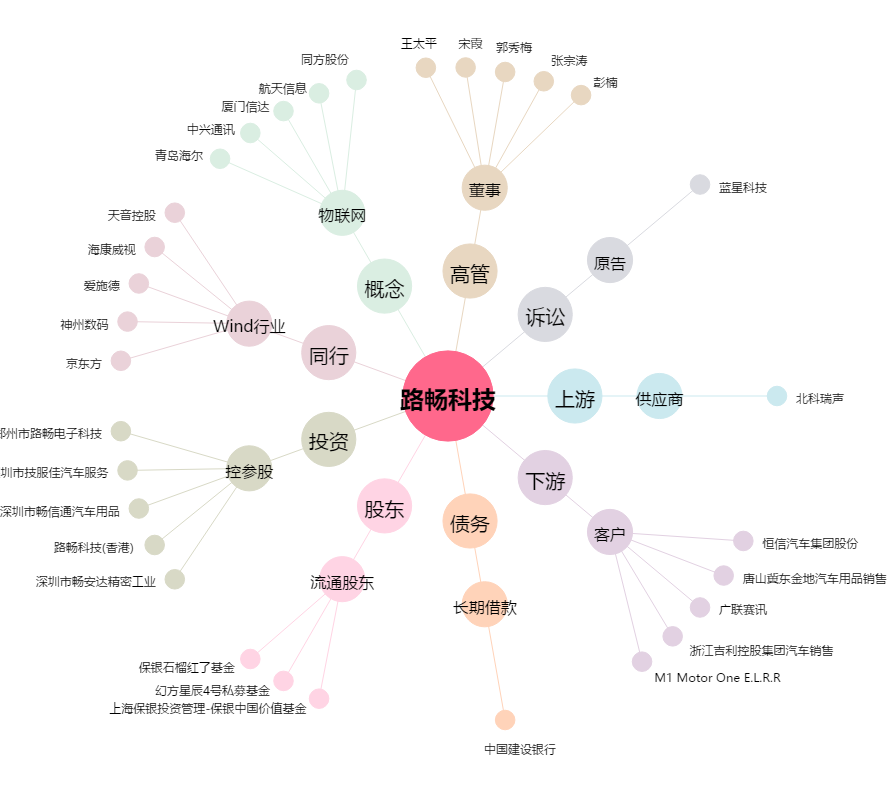 王太平
宋霞
郭秀梅
张宗涛
彭楠
同方股份
航天信息
厦门信达
中兴通讯
青岛海尔
物联网
概念
董事
高管
蓝星科技
原告
诉讼
天音控股
海康威视
爱施德
神州数码
京东方
Wind行业
同行
路畅科技
上游
供应商
北科瑞声
郑州市路畅电子科技
圳市技服佳汽车服务
深圳市畅信通汽车用品
路畅科技(香港)
深圳市畅安达精密工业
控参股
投资
下游
客户
恒信汽车集团股份
唐山冀东金地汽车用品销售
广联赛讯
浙江吉利控股集团汽车销售
M1 Motor One E.L.R.R
股东
流通股东
保银石榴红了基金
幻方星辰4号私募基金
上海保银投资管理-保银中国价值基金
债务
长期借款
中国建设银行